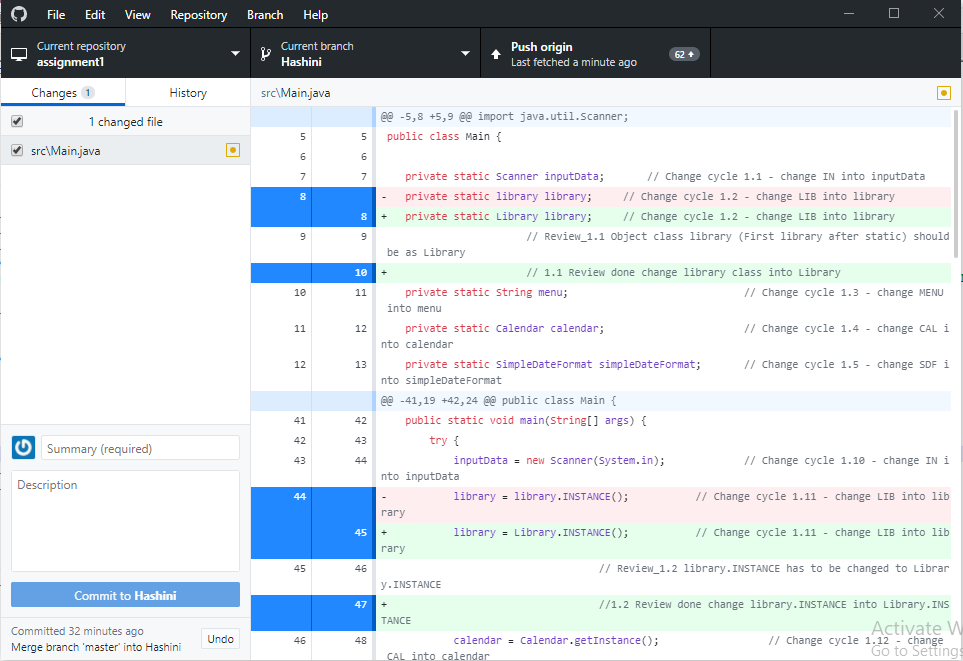 File Edit View Repository Branch Help
Current repository
assignment1
Current branch
Hashini
Push origin
Last fetched a minute ago
62
Changes 1
History
1 changed file
src\Main.java
src\Main.java
@@ -5,8 +5,9 @@ import java.util.Scanner;
5 5 public class Main {
6 6
7 7 private static Scanner inputData; // Change cycle 1.1 - change IN into inputData
8 - private static library library; // Change cycle 1.2 - change LIB into library
8 + private static Library library; // Change cycle 1.2 - change LIB into library
9 9 // Review_1.1 Object class library (First library after static) should
be as Library
10 + // 1.1 Review done change library class into Library
10 11 private static String menu; // Change cycle 1.3 - change MENU
into menu
11 12 private static Calendar calendar; // Change cycle 1.4 - change CAL i
nto calendar
12 13 private static SimpleDateFormat simpleDateFormat; // Change cycle 1.5 - change SDF i
nto simpleDateFormat
@@ -41,19 +42,24 @@ public class Main {
41 42 public static void main(String[] args) {
42 43 try {
43 44 inputData = new Scanner(System.in); // Change cycle 1.10 - change IN i
nto inputData
44 - library = library.INSTANCE(); // Change cycle 1.11 - change LIB into lib
rary
45 + library = Library.INSTANCE(); // Change cycle 1.11 - change LIB into lib
rary
45 46 // Review_1.2 library.INSTANCE has to be changed to Librar
y.INSTANCE
47 + //1.2 Review done change library.INSTANCE into Library.INS
TANCE
46 48 calendar = Calendar.getInstance(); // Change cycle 1.12 - change
CAL into calendar
Summary (required)
Description
Commit to Hashini
Committed 32 minutes ago
Merge branch 'master' into Hashini
Undo
Activate W
Go to Settings